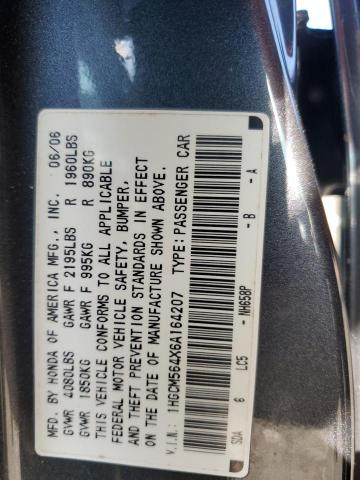 MFD. BY HONDA OF AMERICA MFG., INC. 06/06
GVWR 4080LBS GAWR F 2195LBS R 1960LBS
GVWR 1850KG GAWR F 995KG R 890KG
THIS VEHICLE CONFORMS TO ALL APPLICABLE
FEDERAL MOTOR VEHICLE SAFETY, BUMPER,
AND THEFT PREVENTION STANDARDS IN EFFECT
ON THE DATE OF MANUFACTURE SHOWN ABOVE.
V.I.N.: 1HGCM564X6A164207 TYPE: PASSENGER CAR
SDA 6 LC5 NH658P - B - A